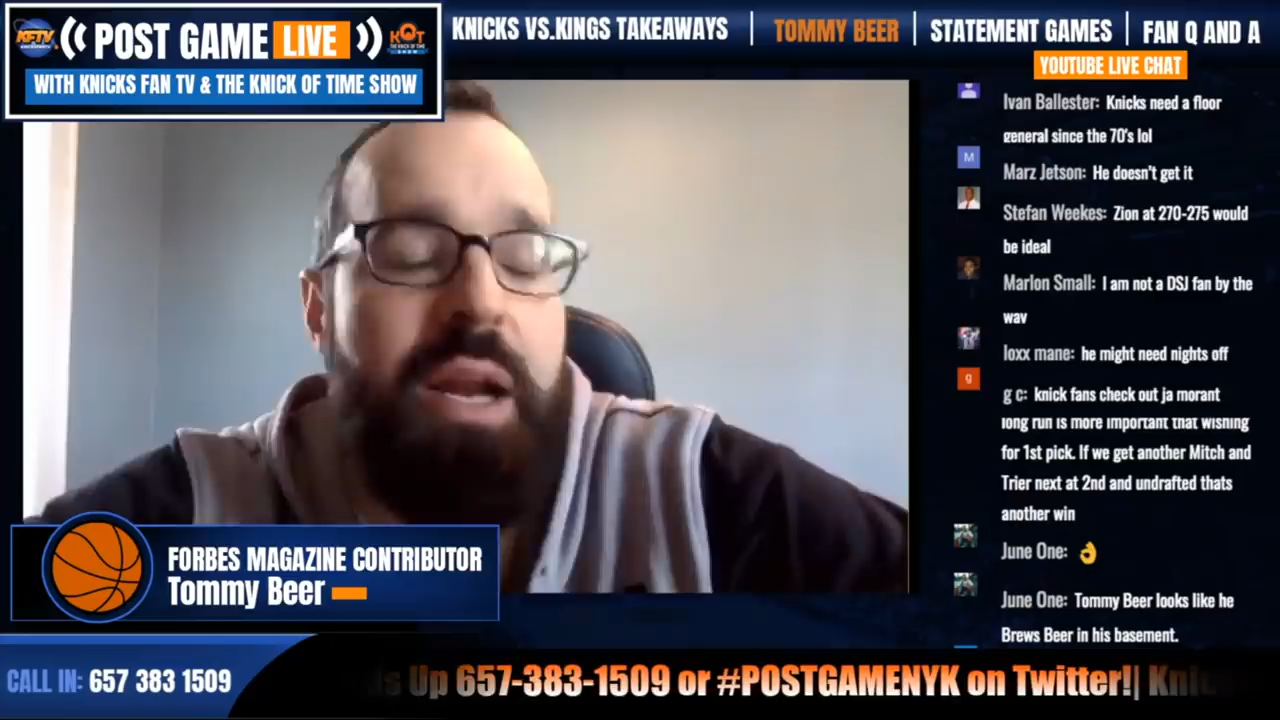 KFTV
POST GAME LIVE
KOT
THE KNICK OF TIME
SHOW
WITH KNICKS FAN TV & THE KNICK OF TIME SHOW
KNICKS VS.KINGS TAKEAWAYS
TOMMY BEER
STATEMENT GAMES
FAN Q AND A
YOUTUBE LIVE CHAT
Ivan Ballester: Knicks need a floor
general since the 70's lol
M
Marz Jetson: He doesn't get it
Stefan Weekes: Zion at 270-275 would
be ideal
Marlon Small: I am not a DSJ fan by the
way
loxx mane: he might need nights off
g
g c: knick fans check out ja morant
long run is more important that wishing
for 1st pick. If we get another Mitch and
Trier next at 2nd and undrafted thats
another win
June One: 👌
June One: Tommy Beer looks like he
Brews Beer in his basement.
FORBES MAGAZINE CONTRIBUTOR
Tommy Beer
CALL IN: 657 383 1509
Up 657-383-1509 or #POSTGAMENYK on Twitter!|